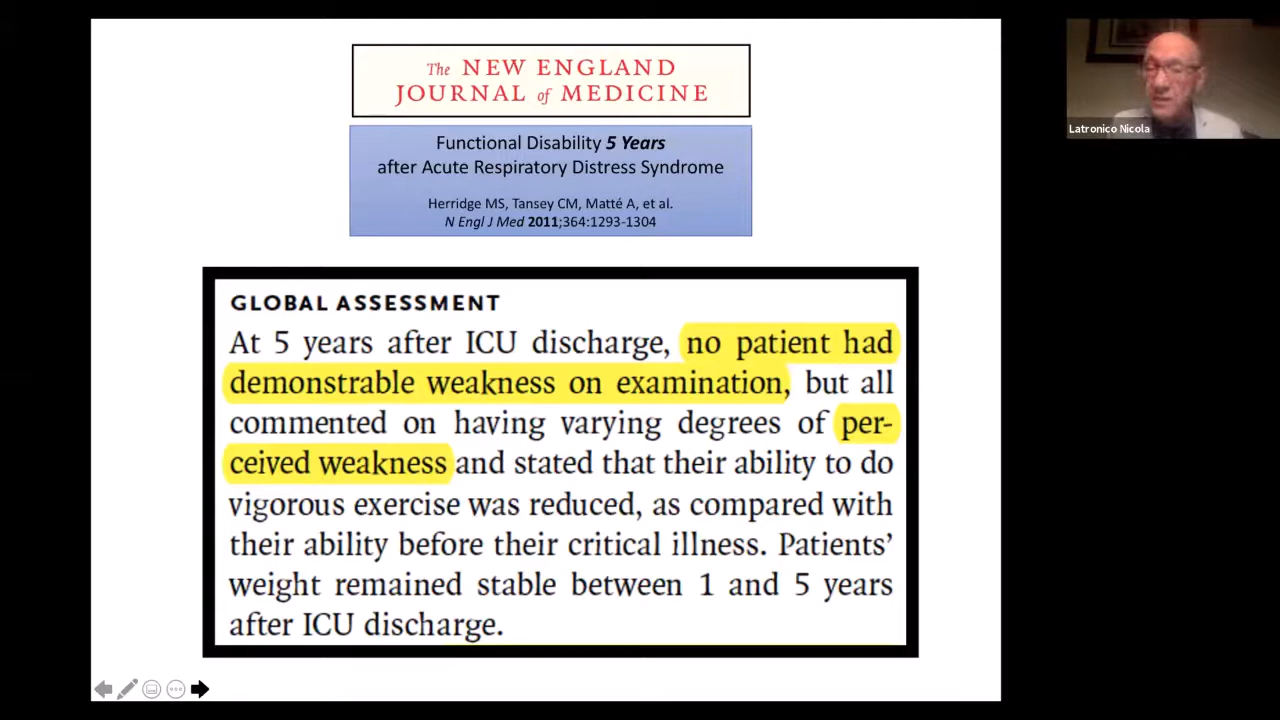 The NEW ENGLAND
JOURNAL of MEDICINE
Functional Disability 5 Years
after Acute Respiratory Distress Syndrome
Herridge MS, Tansey CM, Matté A, et al.
N Engl J Med 2011;364:1293-1304
GLOBAL ASSESSMENT
At 5 years after ICU discharge, no patient had
demonstrable weakness on examination, but all
commented on having varying degrees of per-
ceived weakness and stated that their ability to do
vigorous exercise was reduced, as compared with
their ability before their critical illness. Patients’
weight remained stable between 1 and 5 years
after ICU discharge.
Latronico Nicola